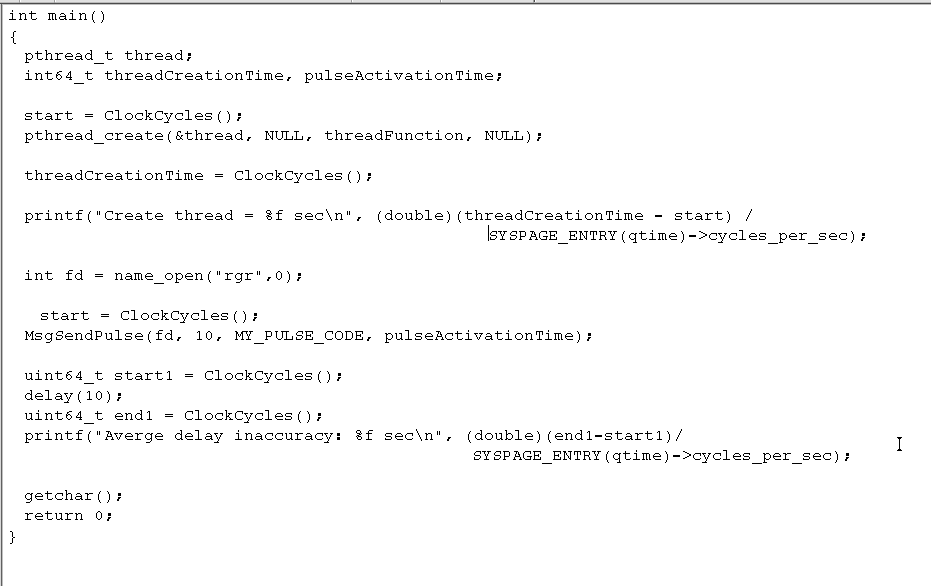 int main()
{
pthread_t thread;
int64_t threadCreationTime, pulseActivationTime;
start = ClockCycles();
pthread_create(&thread, NULL, threadFunction, NULL);
threadCreationTime = ClockCycles();
printf("Create thread = %f sec\n", (double)(threadCreationTime - start) /
SYSPAGE_ENTRY(qtime)->cycles_per_sec);
int fd = name_open("rgr",0);
start = ClockCycles();
MsgSendPulse(fd, 10, MY_PULSE_CODE, pulseActivationTime);
uint64_t start1 = ClockCycles();
delay(10);
uint64_t end1 = ClockCycles();
printf("Averge delay inaccuracy: %f sec\n", (double)(end1-start1)/
SYSPAGE_ENTRY(qtime)->cycles_per_sec);
getchar();
return 0;
}